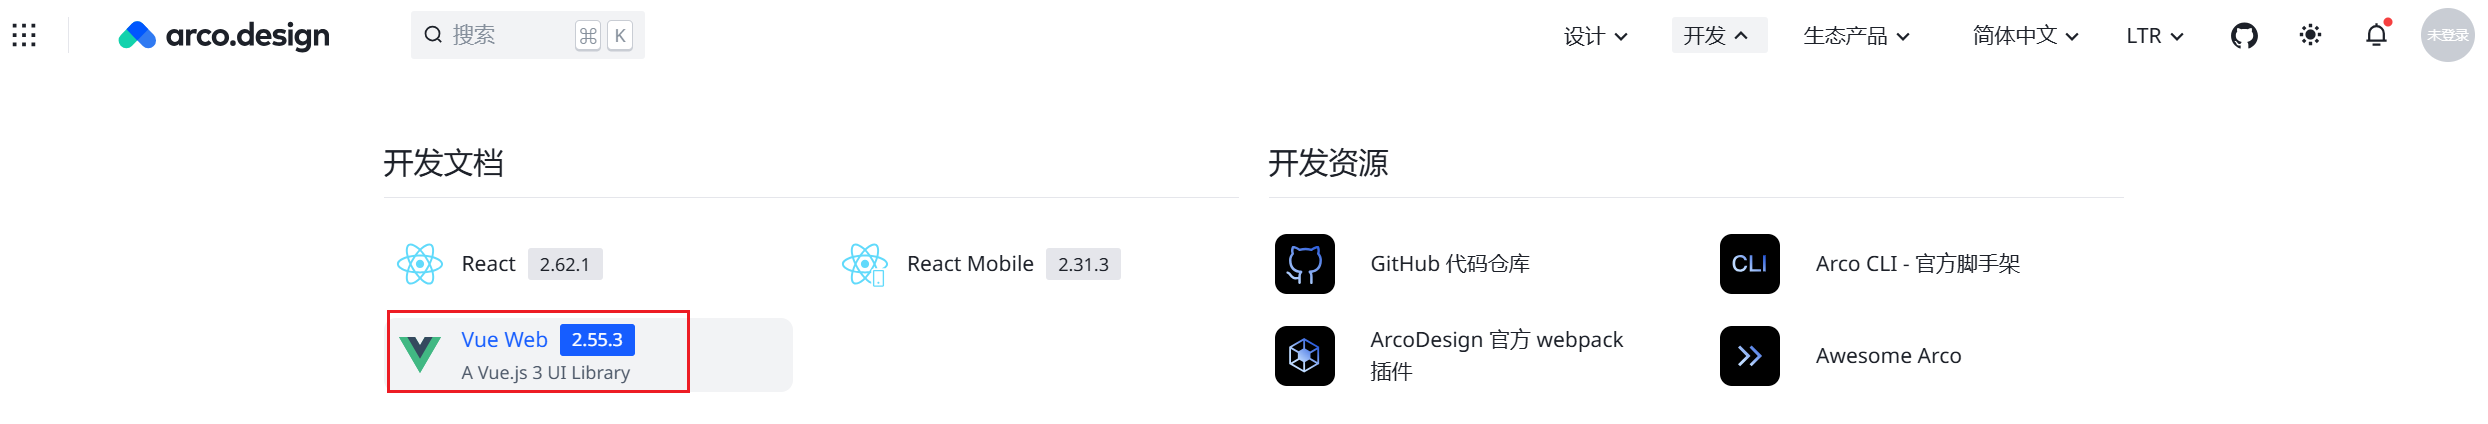 arco.design
搜索
⌘ K
设计
开发
生态产品
简体中文
LTR
未登录
开发文档
开发资源
React 2.62.1
React Mobile 2.31.3
GitHub 代码仓库
CLI
Arco CLI - 官方脚手架
Vue Web 2.55.3
A Vue.js 3 UI Library
ArcoDesign 官方 webpack
插件
Awesome Arco